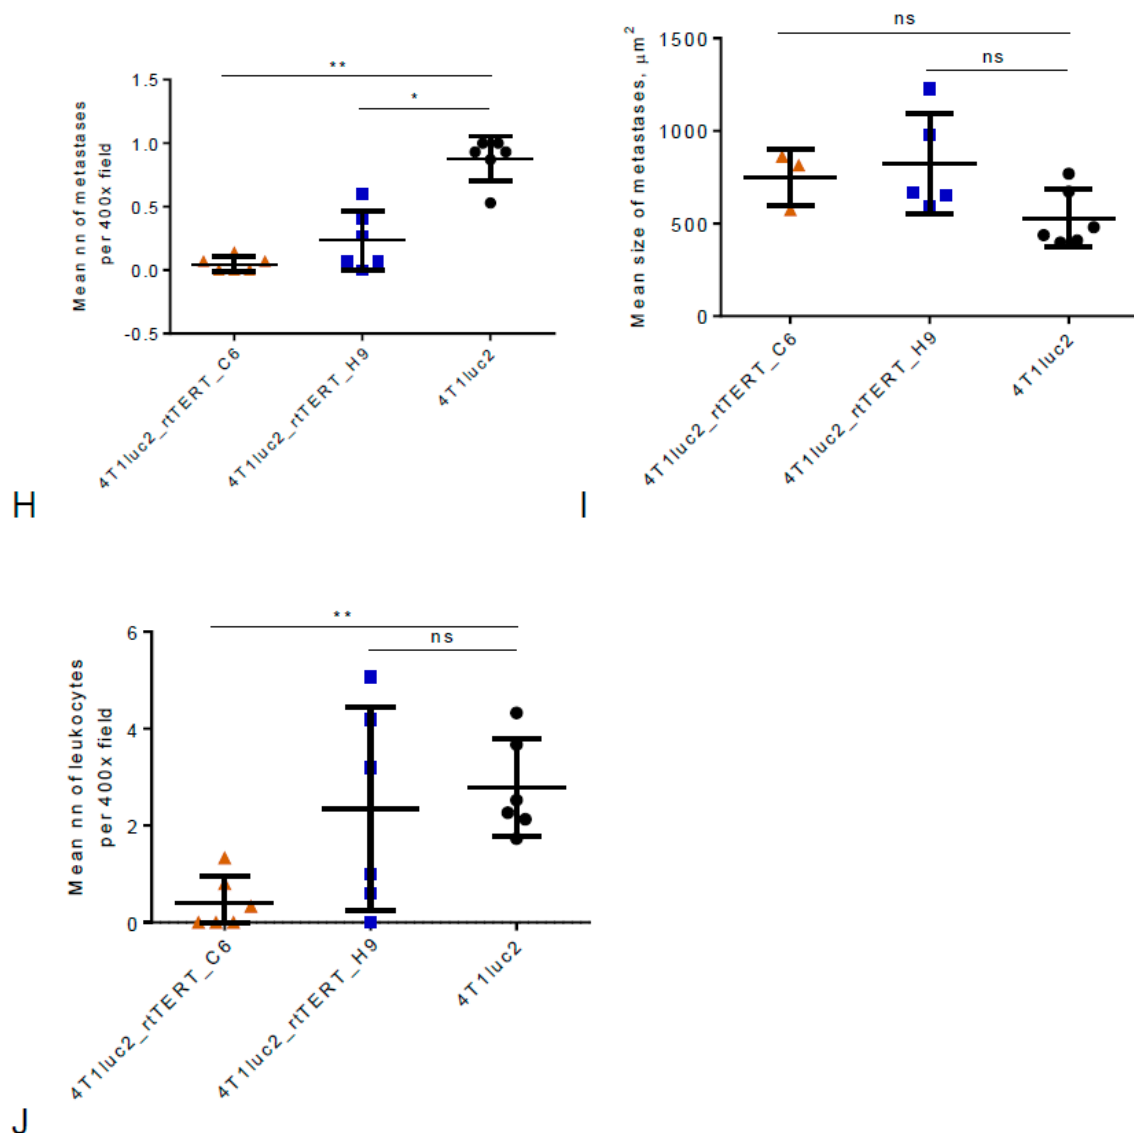 **
*
1.5
1.0
0.5
0.0
-0.5
Mean nn of metastases
per 400x field
4T1luc2_rtTERT_C6
4T1luc2_rtTERT_H9
4T1luc2
H
ns
ns
1500
1000
500
0
Mean size of metastases, μm²
4T1luc2_rtTERT_C6
4T1luc2_rtTERT_H9
4T1luc2
I
**
ns
6
4
2
0
Mean nn of leukocytes
per 400x field
4T1luc2_rtTERT_C6
4T1luc2_rtTERT_H9
4T1luc2
J